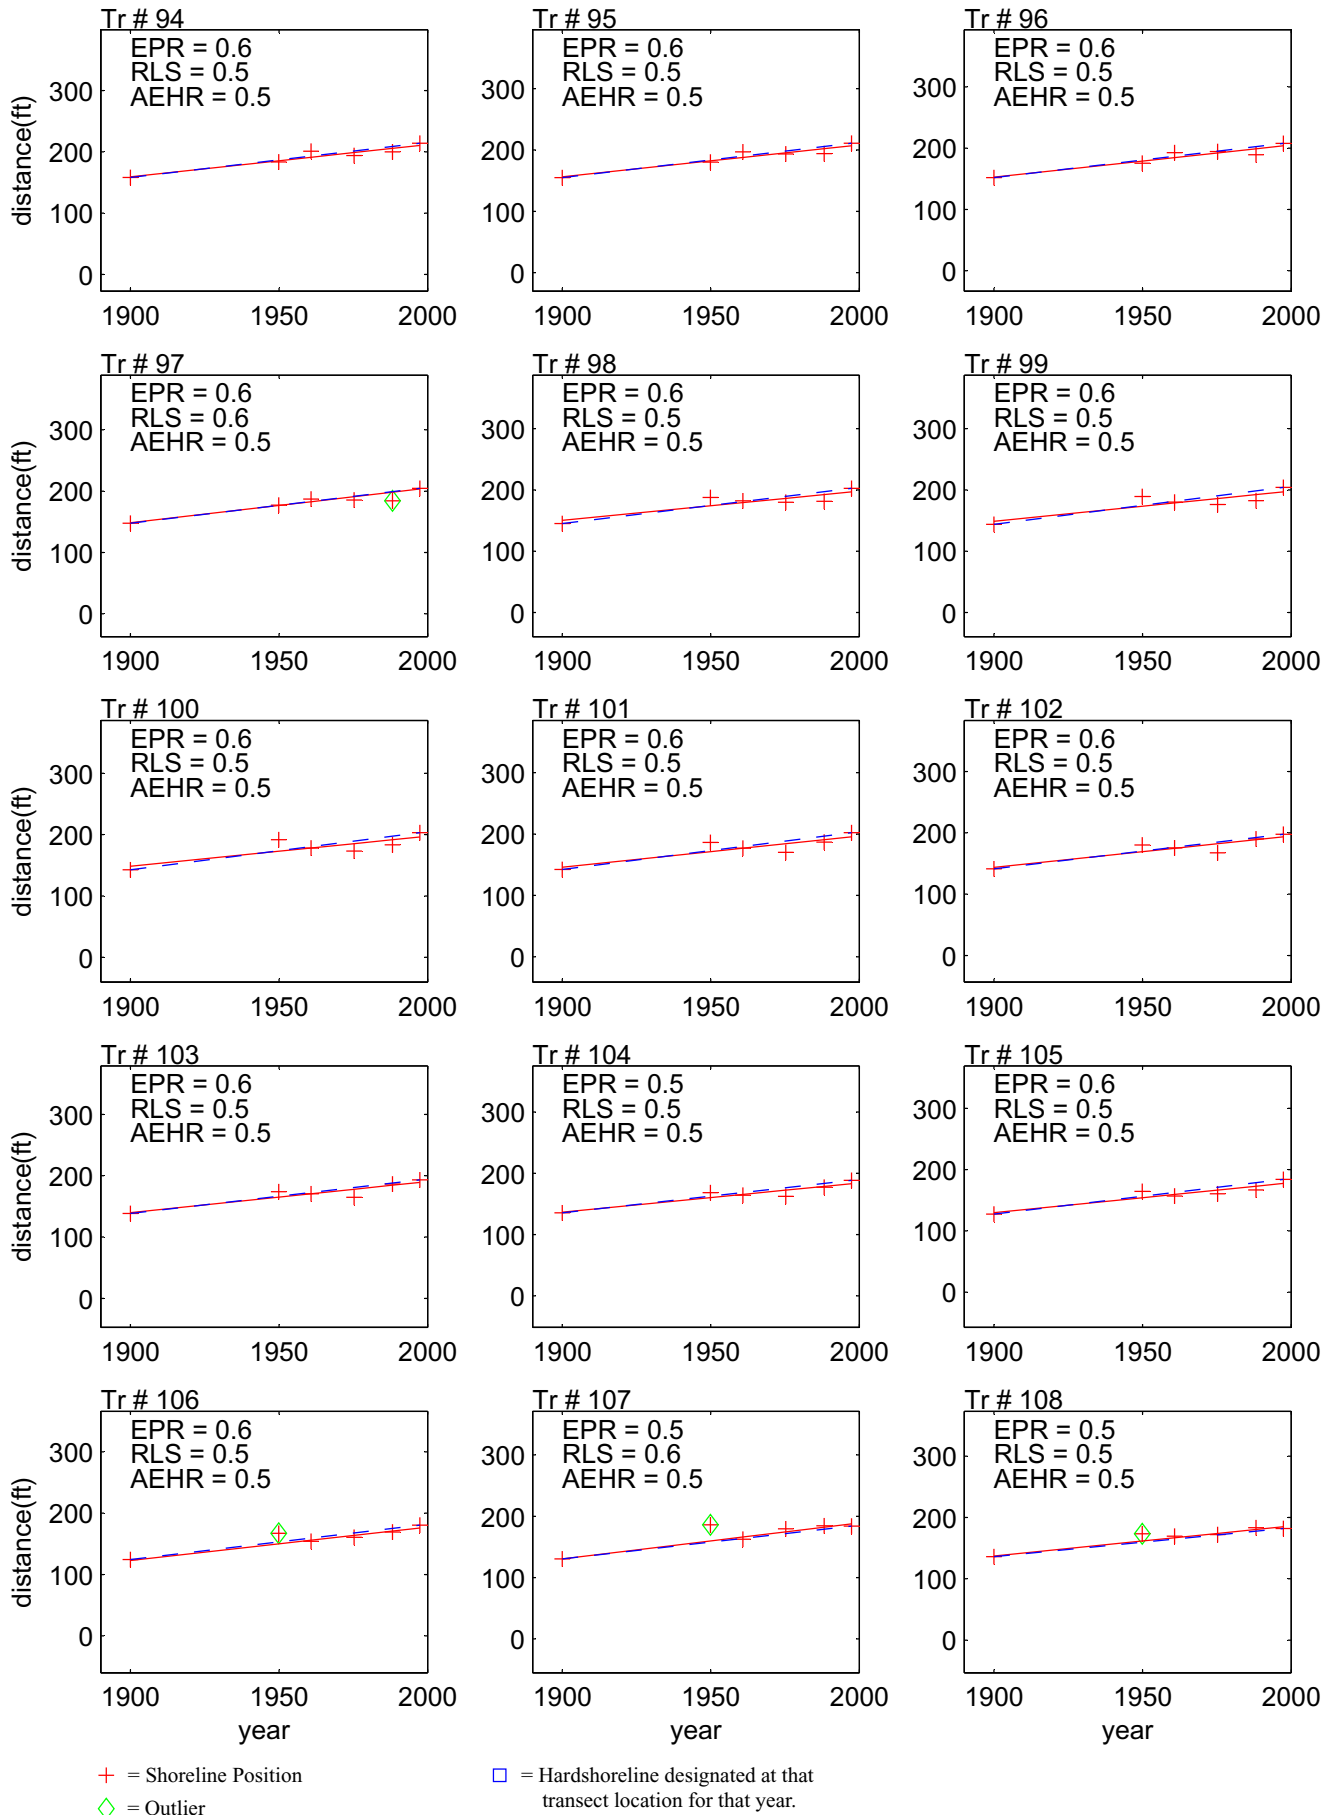 Tr # 94
EPR = 0.6
RLS = 0.5
AEHR = 0.5
300
200
100
0
distance(ft)
1900 1950 2000
Tr # 95
EPR = 0.6
RLS = 0.5
AEHR = 0.5
300
200
100
0
1900 1950 2000
Tr # 96
EPR = 0.6
RLS = 0.5
AEHR = 0.5
300
200
100
0
1900 1950 2000
Tr # 97
EPR = 0.6
RLS = 0.6
AEHR = 0.5
300
200
100
0
distance(ft)
1900 1950 2000
Tr # 98
EPR = 0.6
RLS = 0.5
AEHR = 0.5
300
200
100
0
1900 1950 2000
Tr # 99
EPR = 0.6
RLS = 0.5
AEHR = 0.5
300
200
100
0
1900 1950 2000
Tr # 100
EPR = 0.6
RLS = 0.5
AEHR = 0.5
300
200
100
0
distance(ft)
1900 1950 2000
Tr # 101
EPR = 0.6
RLS = 0.5
AEHR = 0.5
300
200
100
0
1900 1950 2000
Tr # 102
EPR = 0.6
RLS = 0.5
AEHR = 0.5
300
200
100
0
1900 1950 2000
Tr # 103
EPR = 0.6
RLS = 0.5
AEHR = 0.5
300
200
100
0
distance(ft)
1900 1950 2000
Tr # 104
EPR = 0.5
RLS = 0.5
AEHR = 0.5
300
200
100
0
1900 1950 2000
Tr # 105
EPR = 0.6
RLS = 0.5
AEHR = 0.5
300
200
100
0
1900 1950 2000
Tr # 106
EPR = 0.6
RLS = 0.5
AEHR = 0.5
300
200
100
0
distance(ft)
1900 1950 2000
year
Tr # 107
EPR = 0.5
RLS = 0.6
AEHR = 0.5
300
200
100
0
1900 1950 2000
year
Tr # 108
EPR = 0.5
RLS = 0.5
AEHR = 0.5
300
200
100
0
1900 1950 2000
year
= Shoreline Position
= Outlier
= Hardshoreline designated at that
transect location for that year.